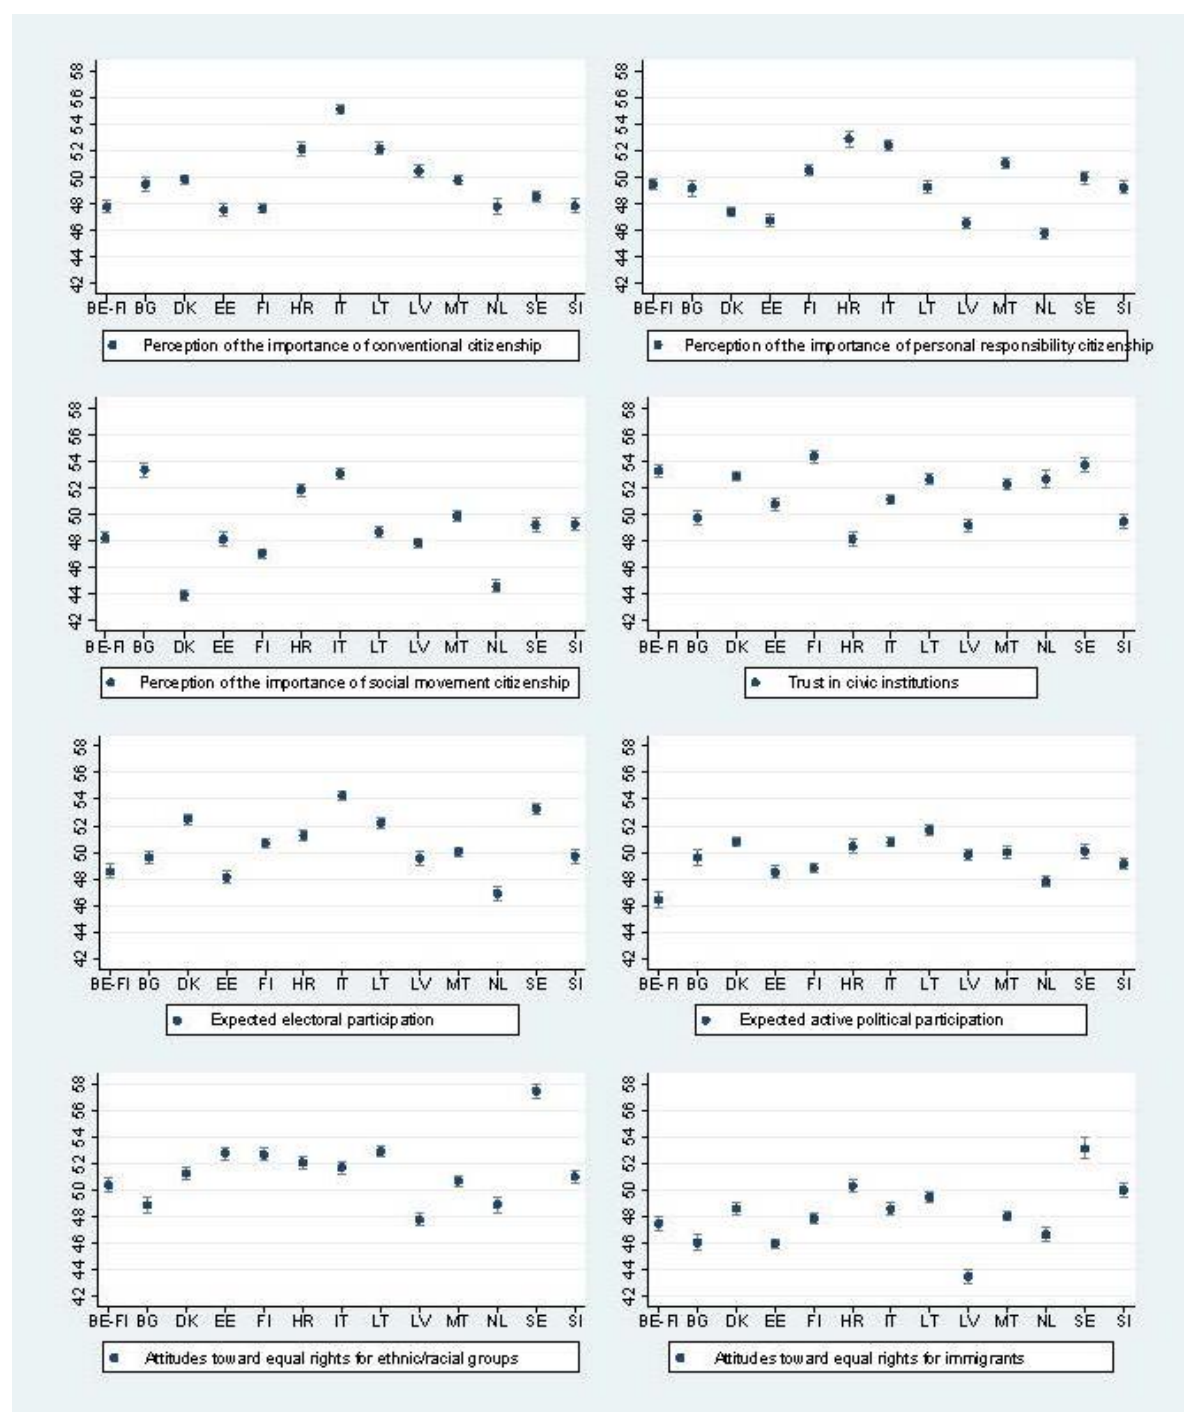 58 56 54 52 50 48 46 44 42
BE-FI BG DK EE FI HR IT LT LV MT NL SE SI
Perception of the importance of conventional citizenship
58 56 54 52 50 48 46 44 42
BE-FI BG DK EE FI HR IT LT LV MT NL SE SI
Perception of the importance of personal responsibility citizenship
58 56 54 52 50 48 46 44 42
BE-FI BG DK EE FI HR IT LT LV MT NL SE SI
Perception of the importance of social movement citizenship
58 56 54 52 50 48 46 44 42
BE-FI BG DK EE FI HR IT LT LV MT NL SE SI
Trust in civic institutions
58 56 54 52 50 48 46 44 42
BE-FI BG DK EE FI HR IT LT LV MT NL SE SI
Expected electoral participation
58 56 54 52 50 48 46 44 42
BE-FI BG DK EE FI HR IT LT LV MT NL SE SI
Expected active political participation
58 56 54 52 50 48 46 44 42
BE-FI BG DK EE FI HR IT LT LV MT NL SE SI
Attitudes toward equal rights for ethnic/racial groups
58 56 54 52 50 48 46 44 42
BE-FI BG DK EE FI HR IT LT LV MT NL SE SI
Attitudes toward equal rights for immigrants